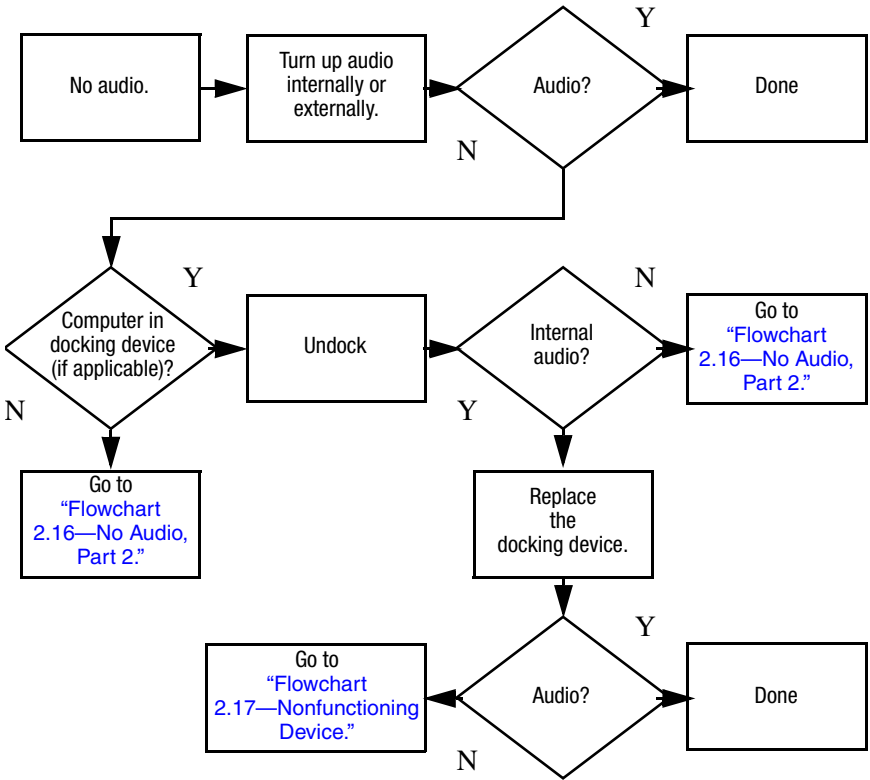 No audio.
Turn up audio
internally or
externally.
Audio?
Y
N
Done
Computer in
docking device
(if applicable)?
Y
N
Undock
Internal
audio?
N
Y
Go to
“Flowchart
2.16—No Audio,
Part 2.”
Go to
“Flowchart
2.16—No Audio,
Part 2.”
Replace
the
docking device.
Go to
“Flowchart
2.17—Nonfunctioning
Device.”
Audio?
Y
N
Done